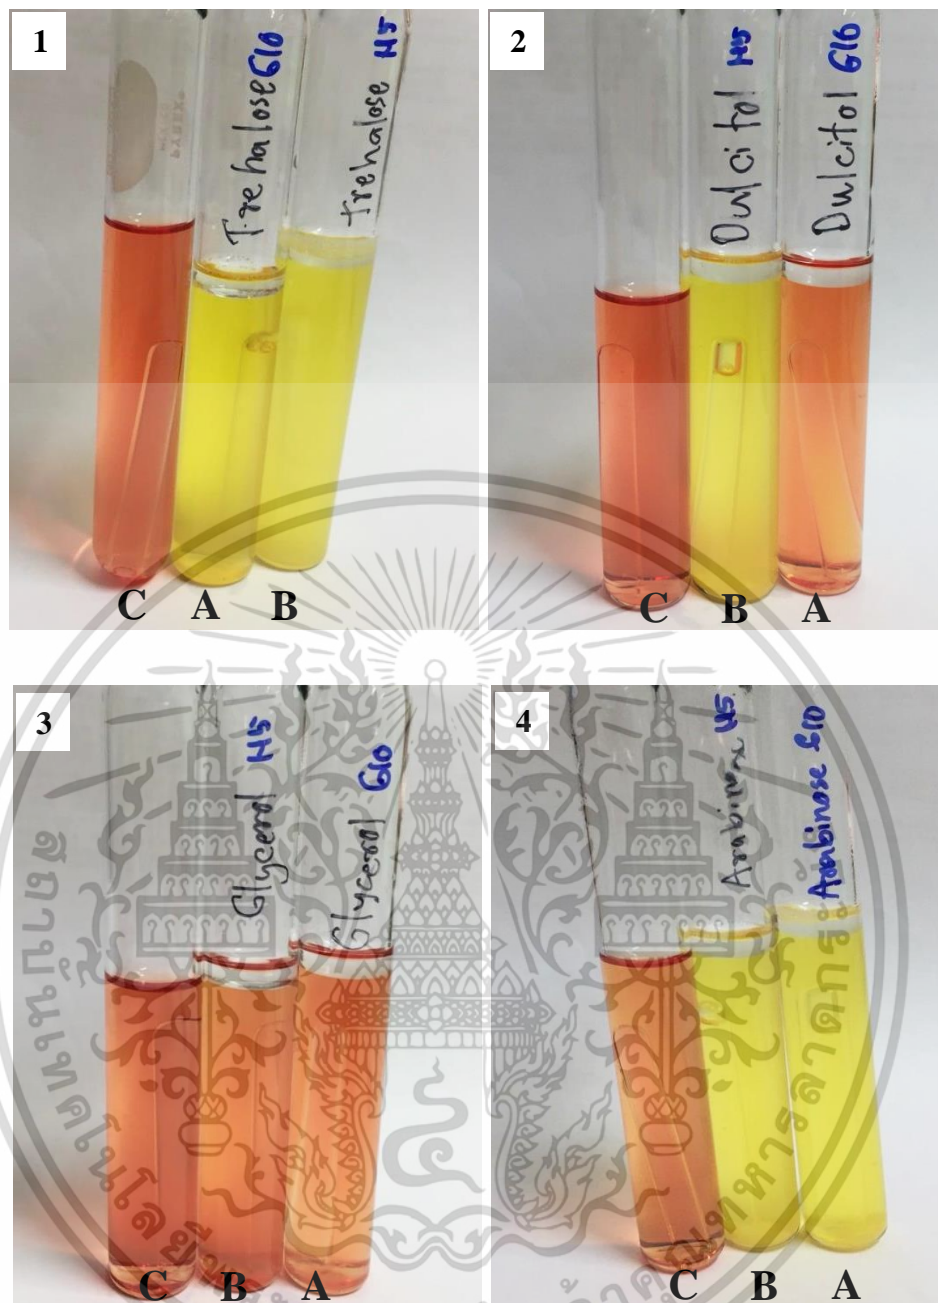 1
Trehalose G10
Trehalose H5
C A B
2
Dulcitol H5
Dulcitol G10
C B A
3
Glycerol H5
Glycerol G10
C B A
4
Arabinose H5
Arabinose G10
C B A